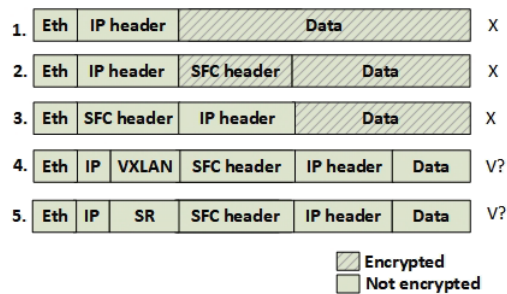 1. Eth IP header Data X
2. Eth IP header SFC header Data X
3. Eth SFC header IP header Data X
4. Eth IP VXLAN SFC header IP header Data V?
5. Eth IP SR SFC header IP header Data V?
Encrypted
Not encrypted